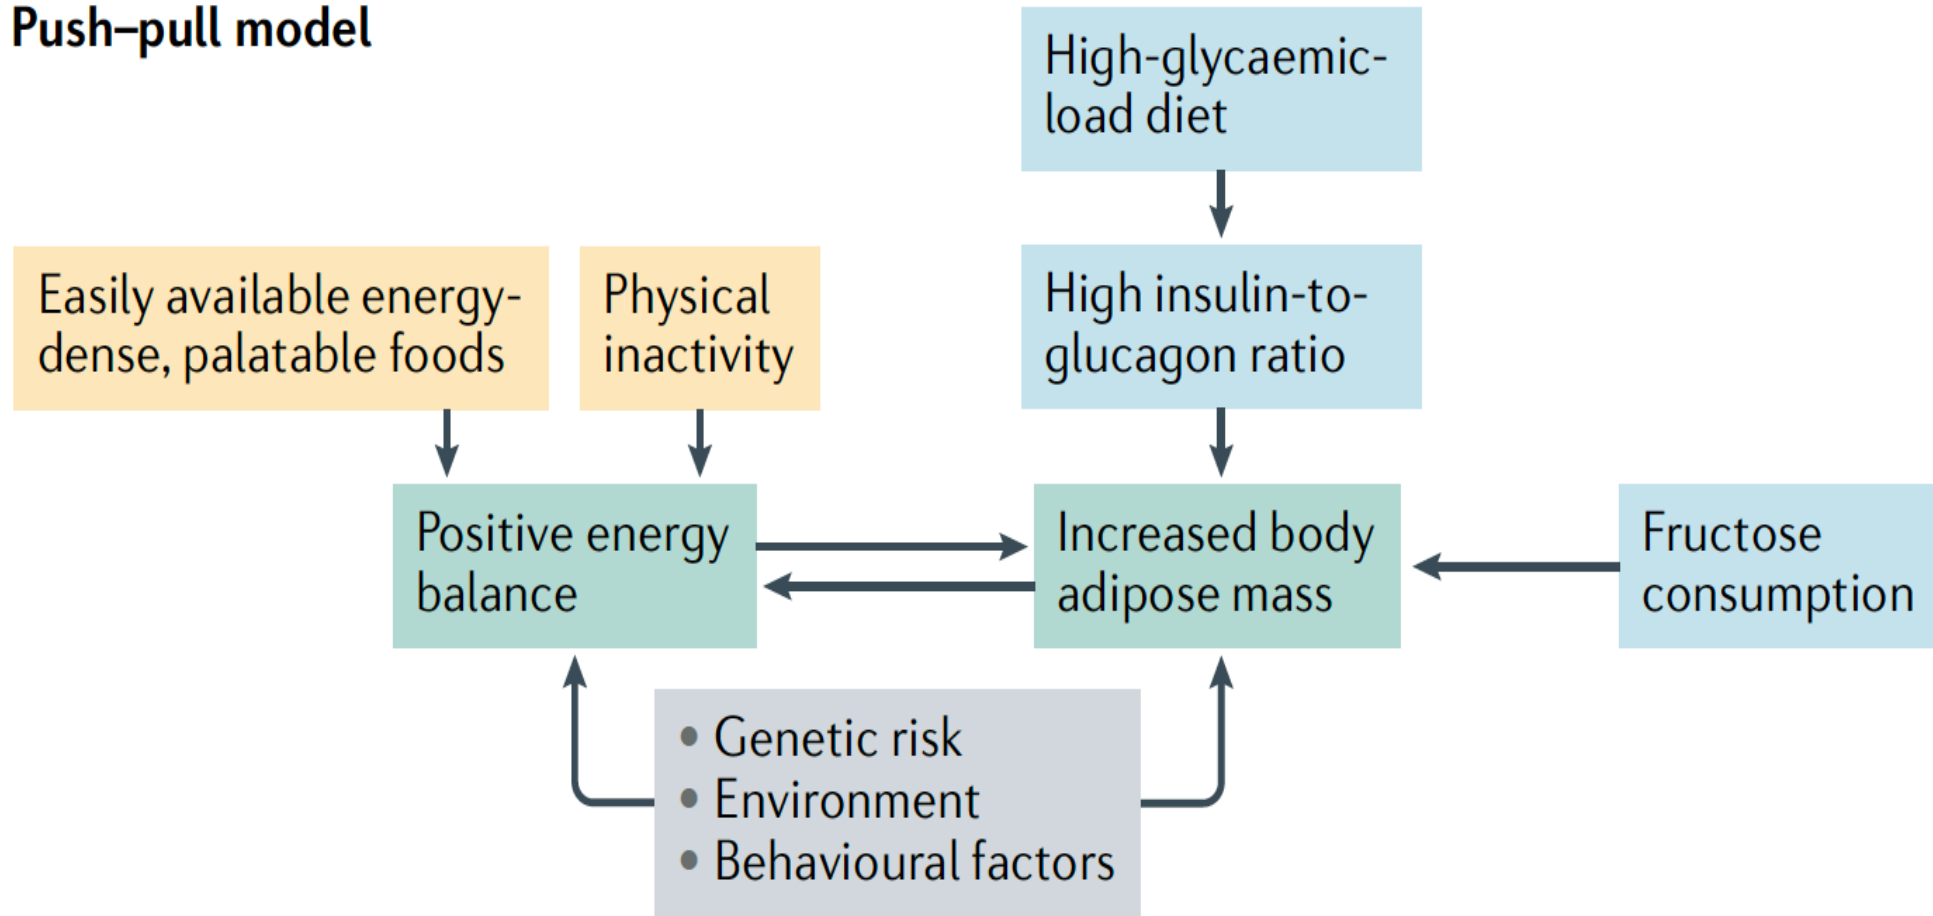 Push–pull model
High-glycaemic-
load diet
Easily available energy-
dense, palatable foods
Physical
inactivity
High insulin-to-
glucagon ratio
Positive energy
balance
Increased body
adipose mass
Fructose
consumption
• Genetic risk
• Environment
• Behavioural factors